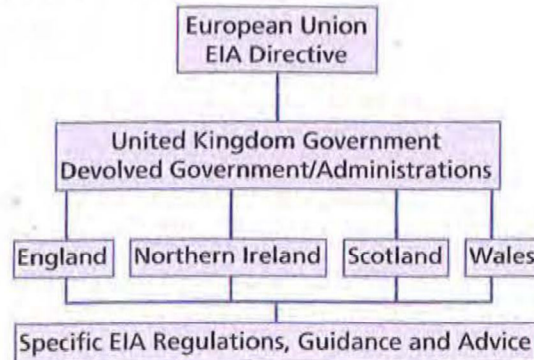 European Union
EIA Directive
United Kingdom Government
Devolved Government/Administrations
England
Northern Ireland
Scotland
Wales
Specific EIA Regulations, Guidance and Advice